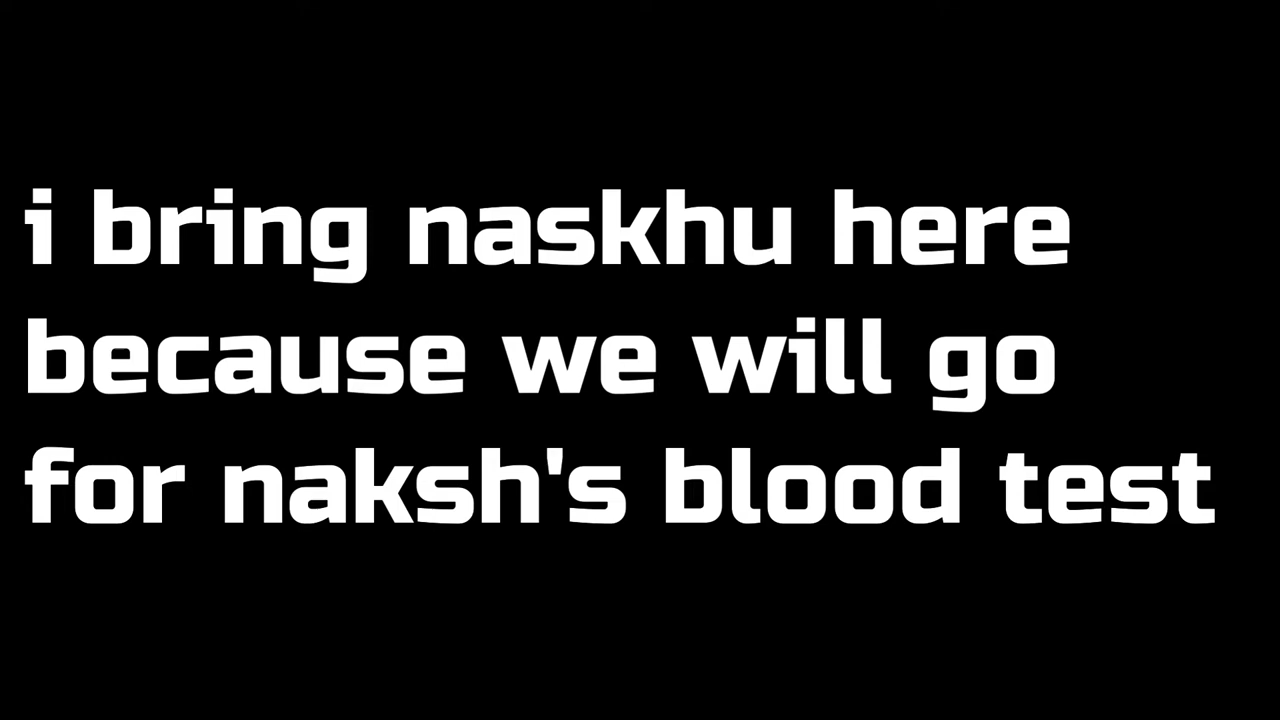 i bring naskhu here
because we will go
for naksh's blood test